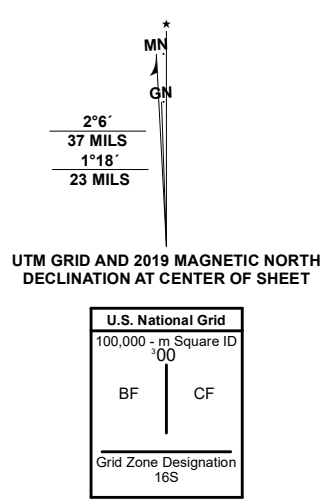 ★
MN
GN
2°6´
37 MILS
1°18´
23 MILS
UTM GRID AND 2019 MAGNETIC NORTH
DECLINATION AT CENTER OF SHEET
U.S. National Grid
100,000 - m Square ID
³00
BF CF
Grid Zone Designation
16S